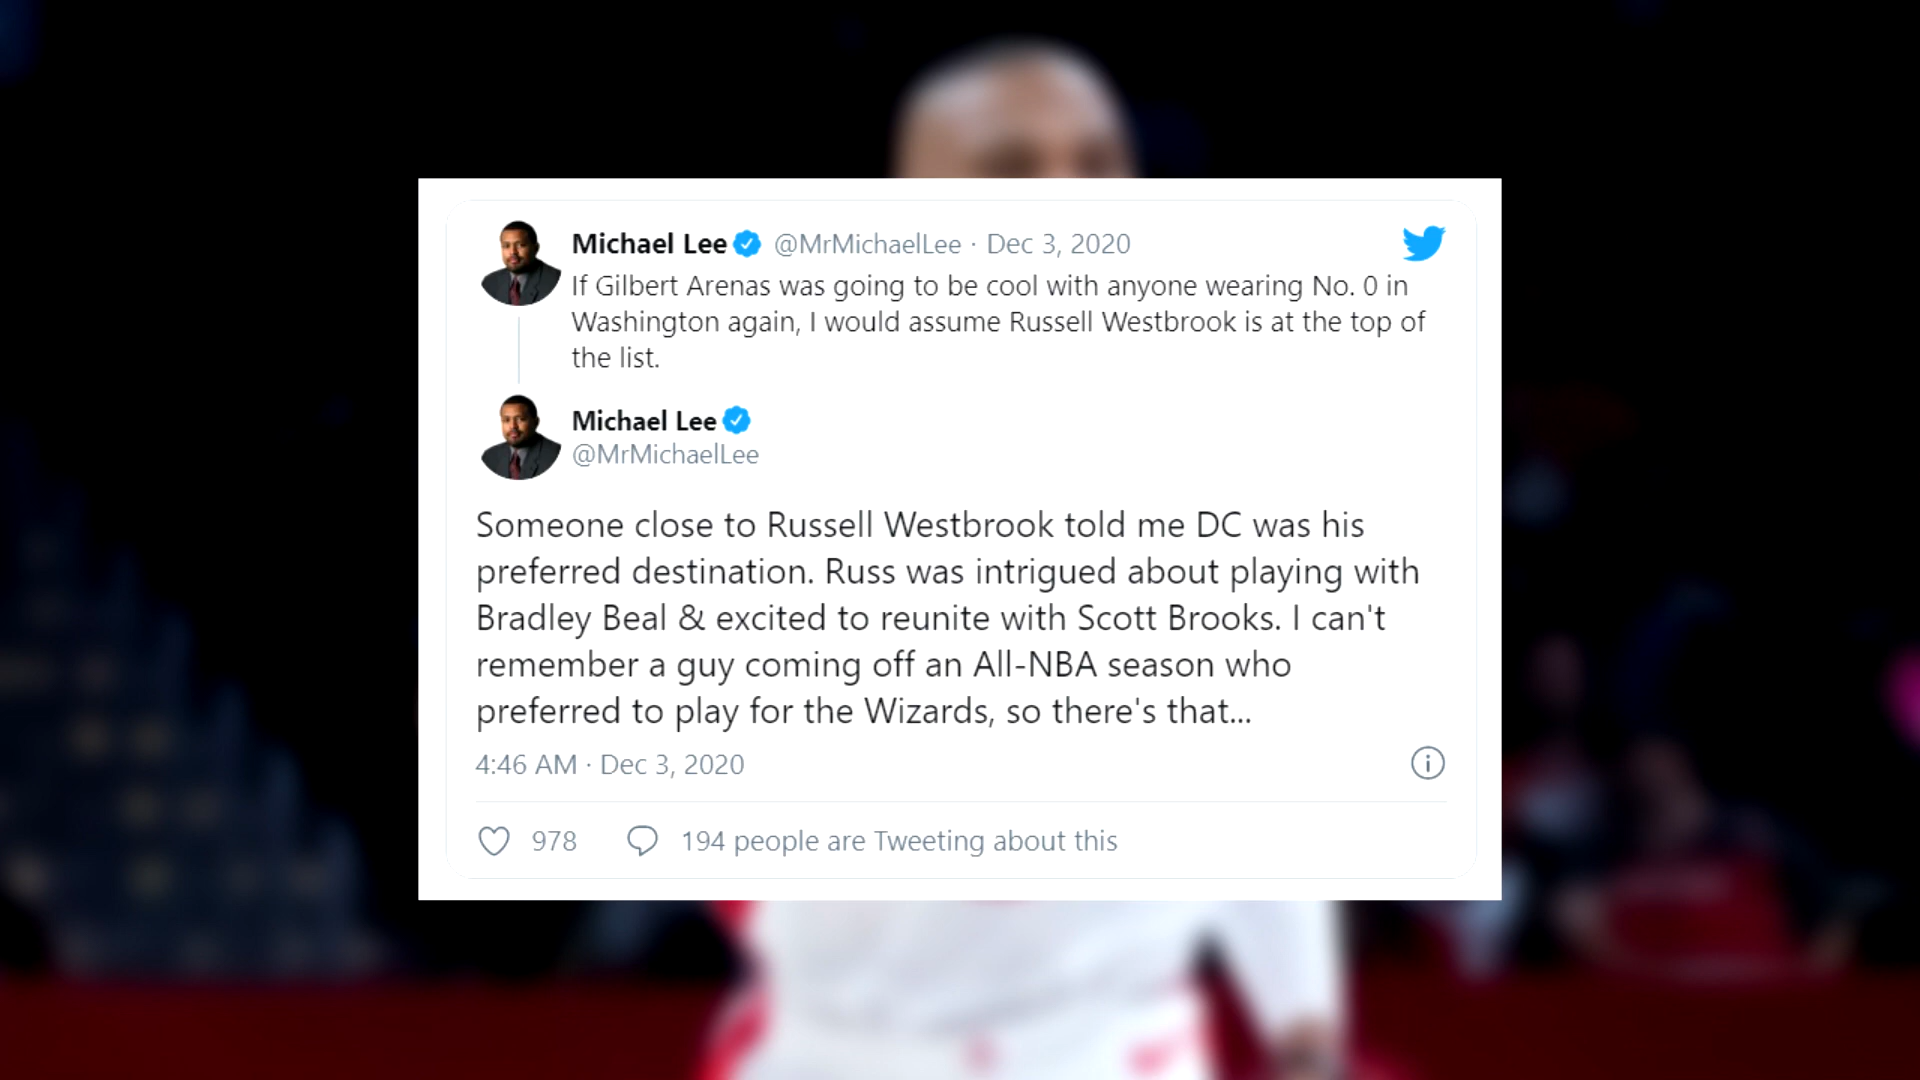 Michael Lee @MrMichaelLee · Dec 3, 2020
If Gilbert Arenas was going to be cool with anyone wearing No. 0 in
Washington again, I would assume Russell Westbrook is at the top of
the list.
Michael Lee
@MrMichaelLee
Someone close to Russell Westbrook told me DC was his
preferred destination. Russ was intrigued about playing with
Bradley Beal & excited to reunite with Scott Brooks. I can't
remember a guy coming off an All-NBA season who
preferred to play for the Wizards, so there's that...
4:46 AM · Dec 3, 2020
978 194 people are Tweeting about this